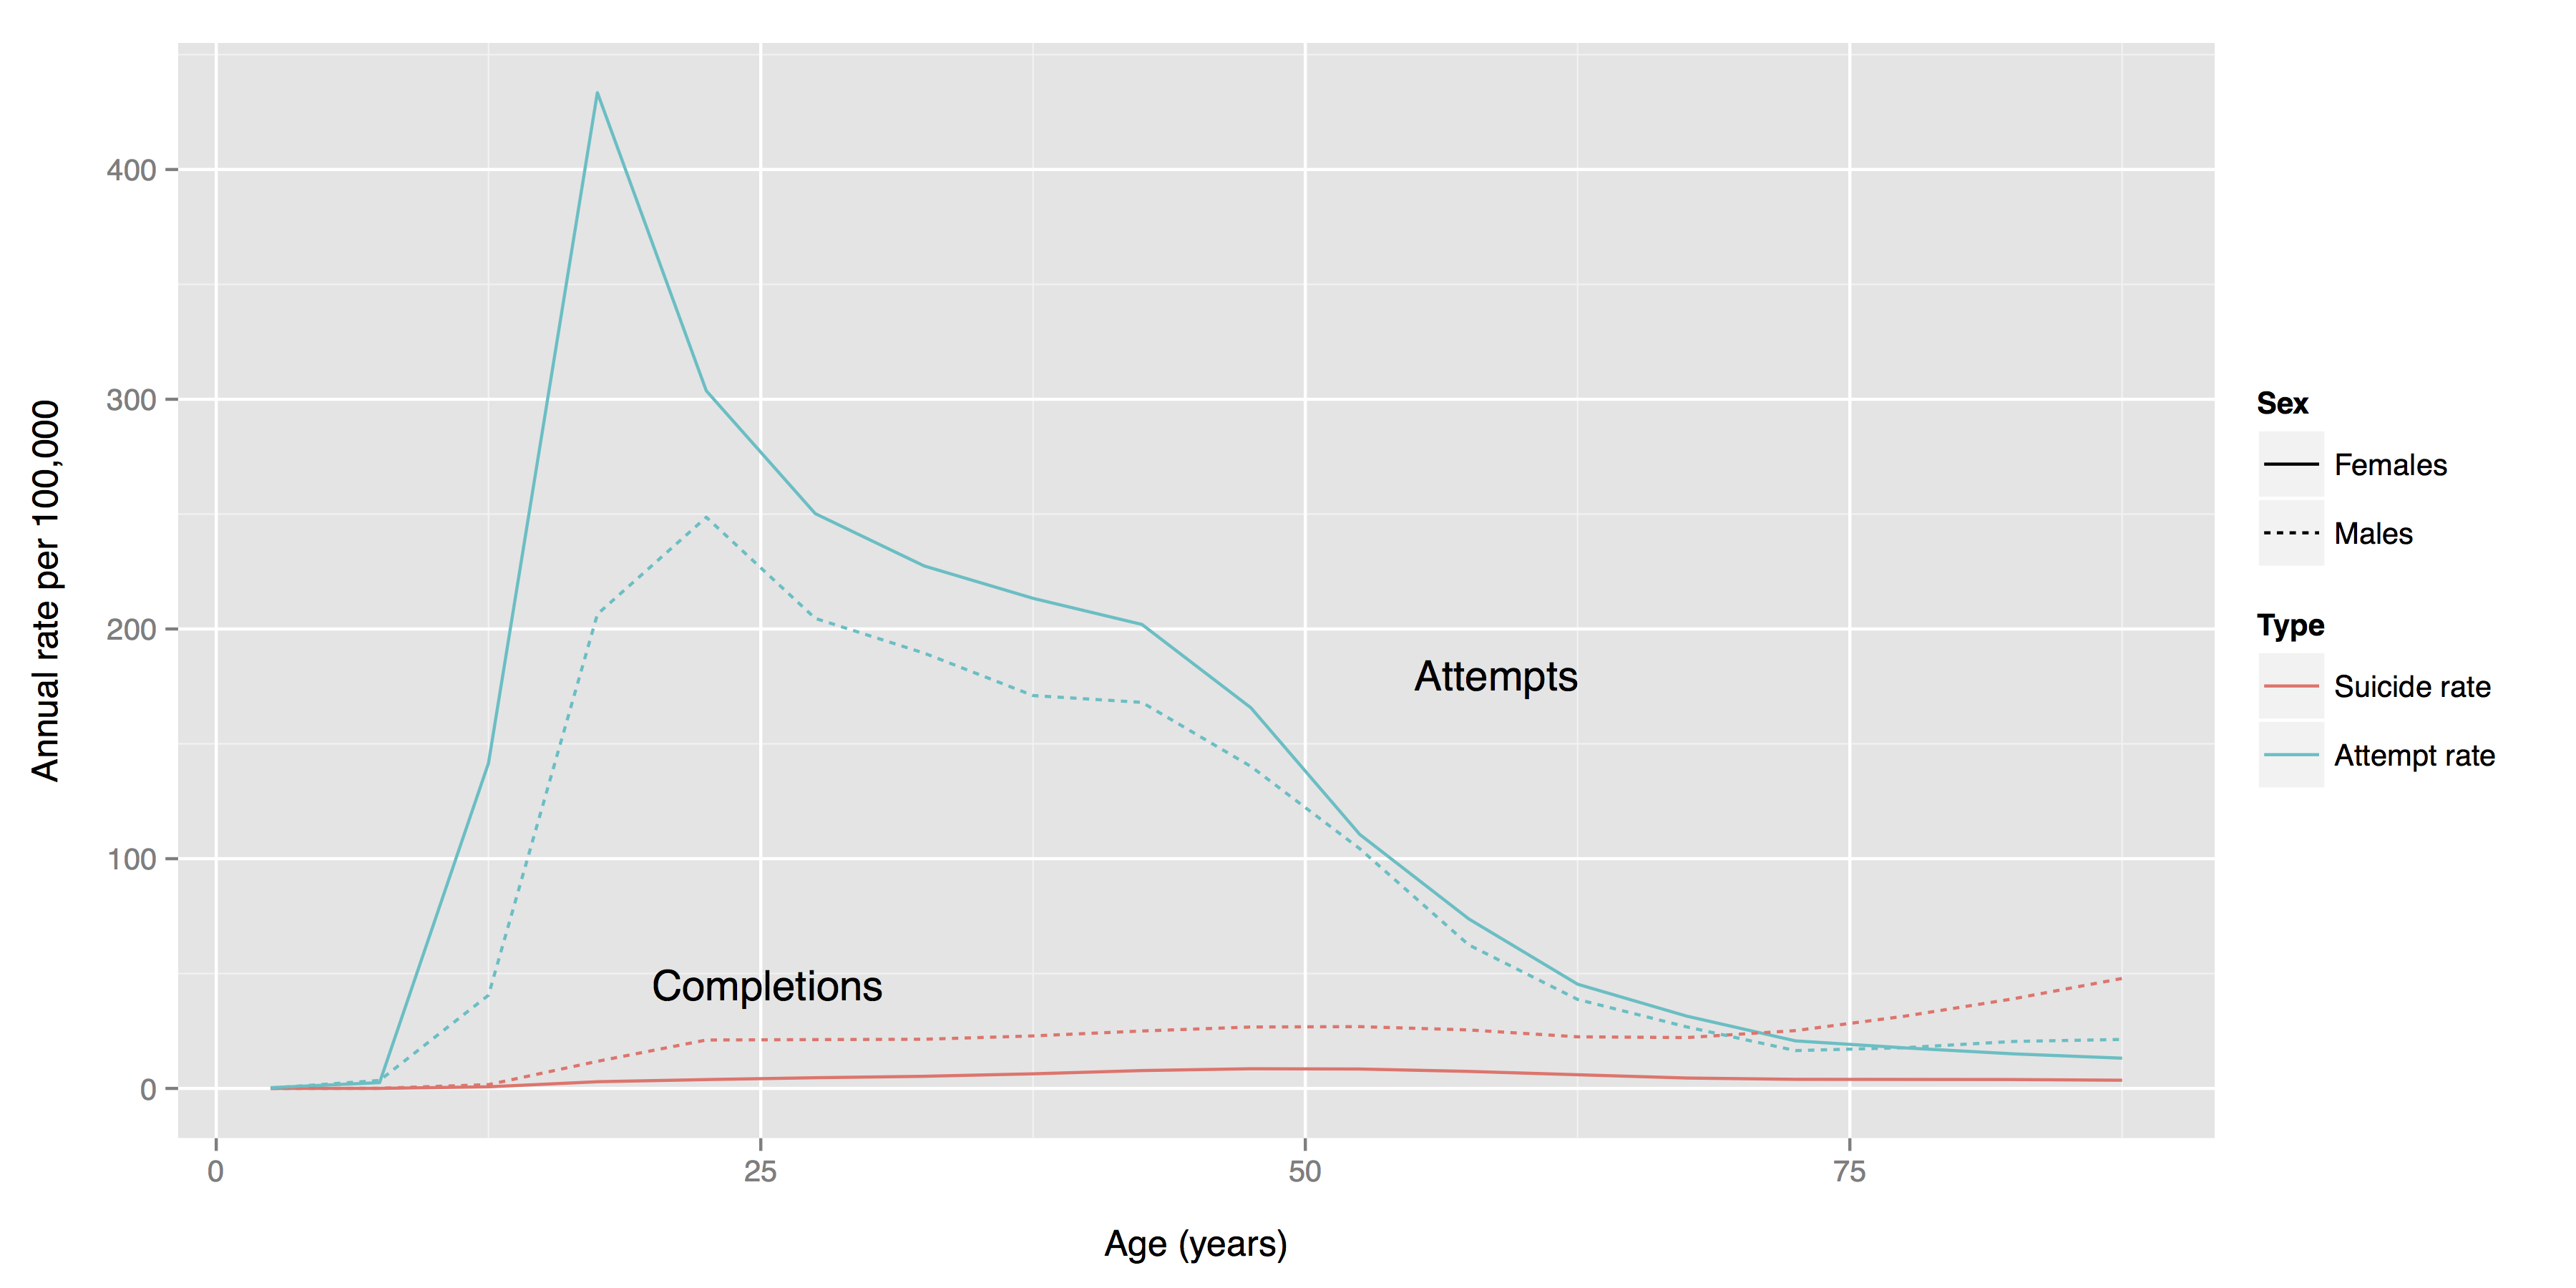 Annual rate per 100,000
400
300
200
100
0
Attempts
Completions
0
25
50
75
Age (years)
Sex
Females
Males
Type
Suicide rate
Attempt rate